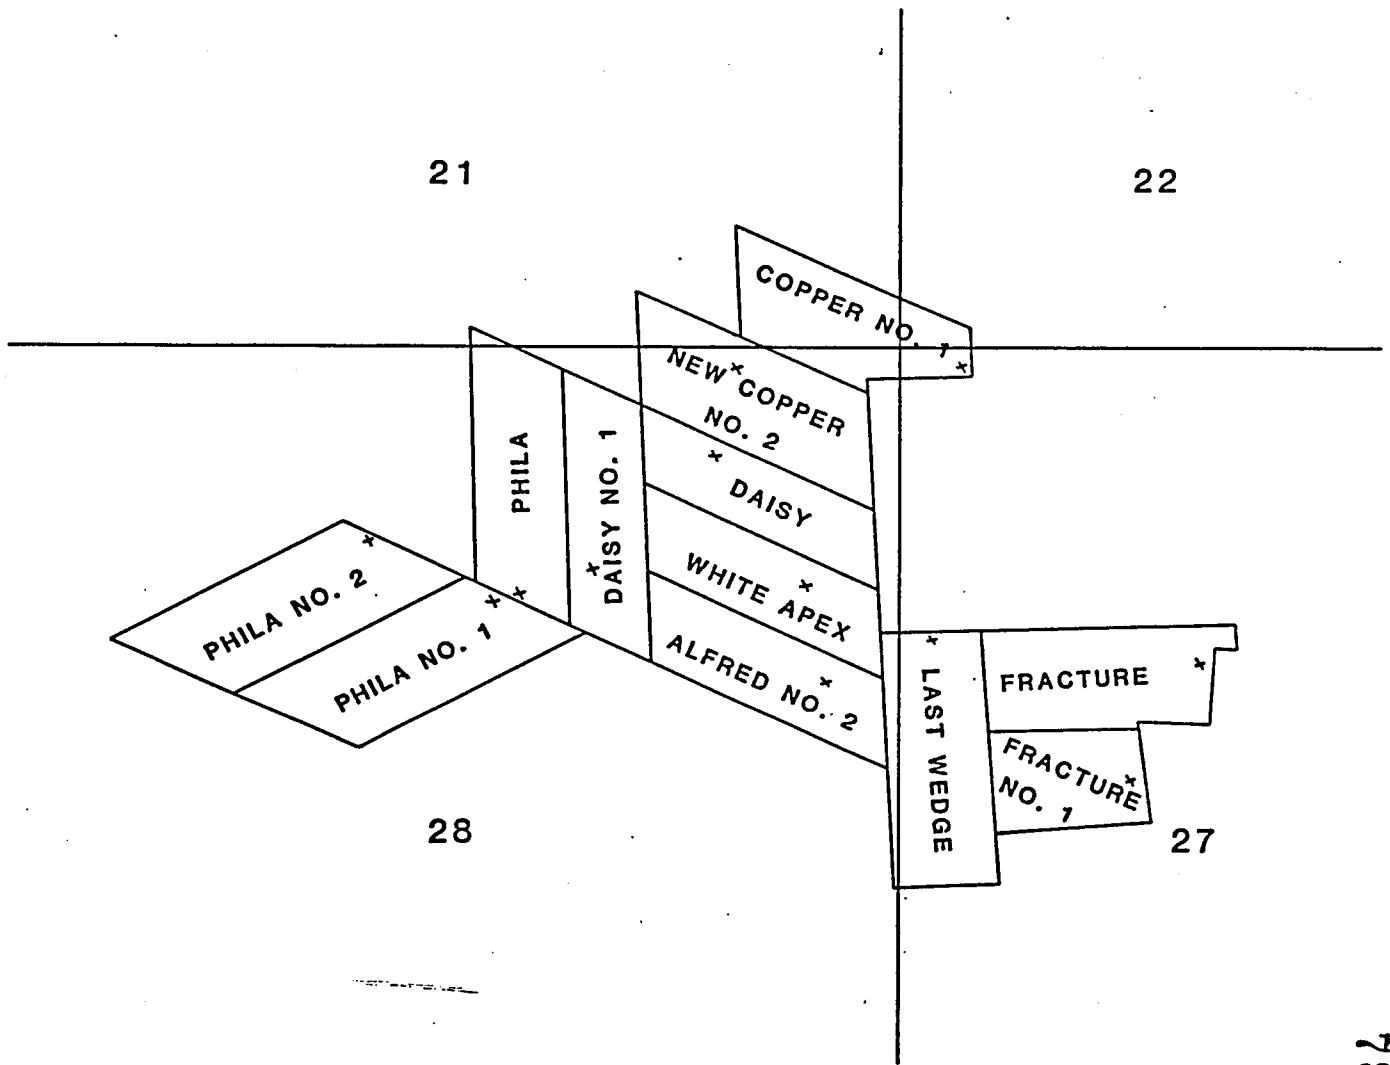 21
22
COPPER NO. 1
NEW COPPER
NO. 2
PHILA
DAISY NO. 1
DAISY
WHITE APEX
ALFRED NO. 2
PHILA NO. 2
PHILA NO. 1
LAST WEDGE
FRACTURE
FRACTURE
NO. 1
28
27